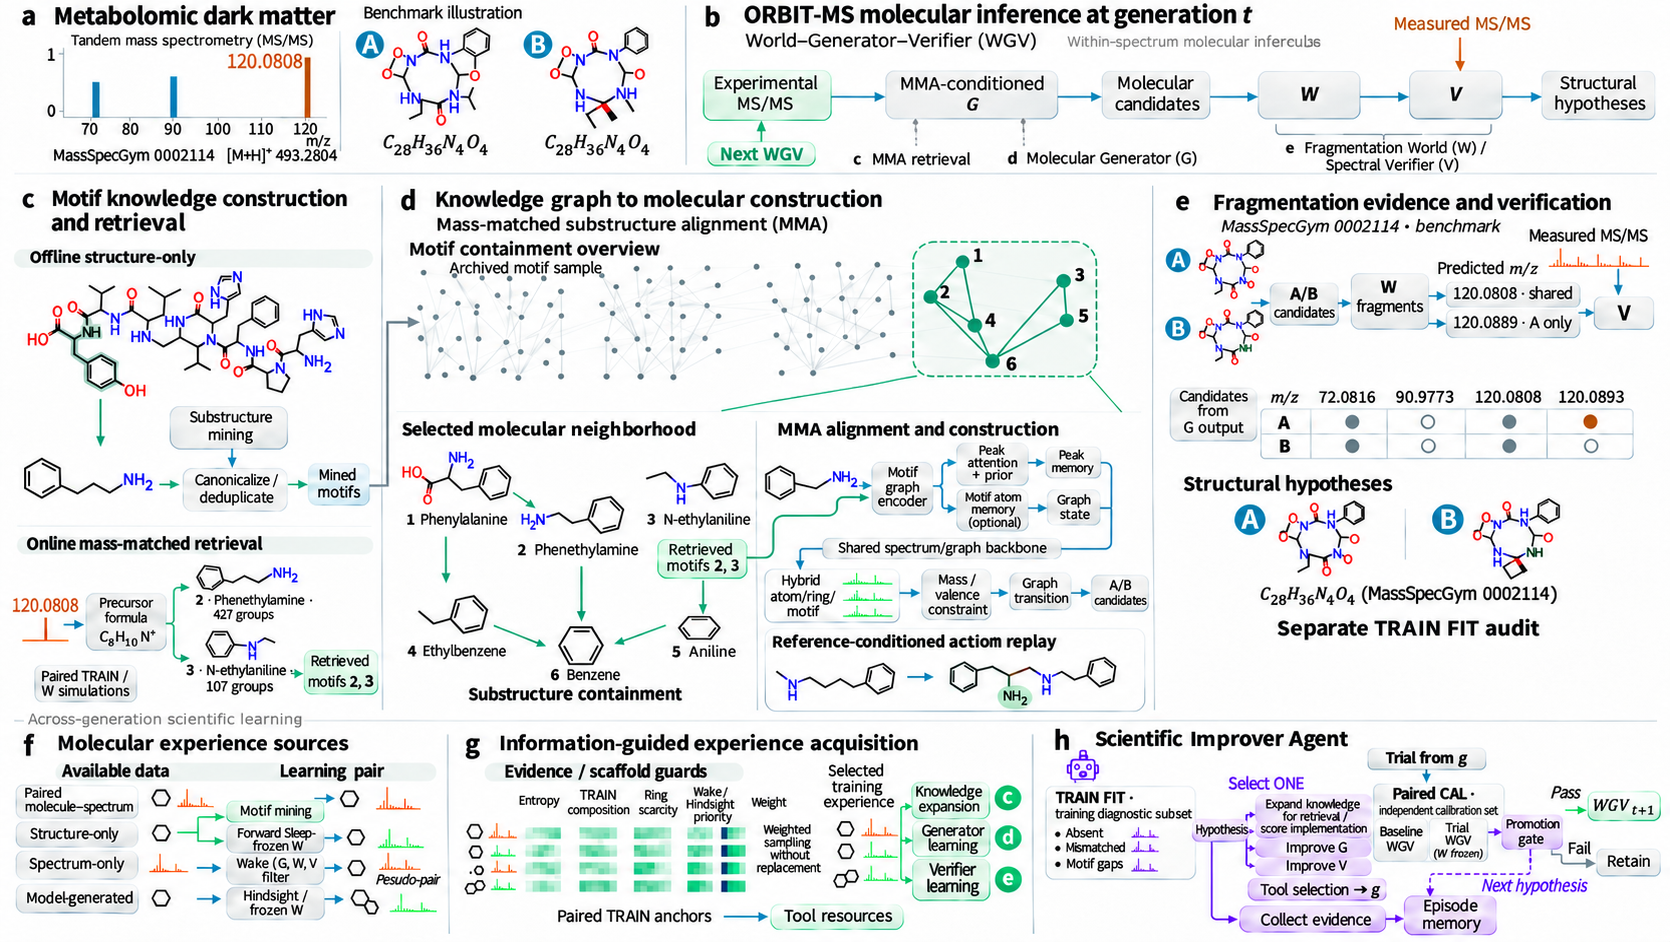 a Metabolomic dark matter
Tandem mass spectrometry (MS/MS)
120.0808
1
0
70 80 90 100 110 120
m/z
MassSpecGym 0002114 [M+H]⁺ 493.2804
Benchmark illustration
A
B
C₂₈H₃₆N₄O₄
C₂₈H₃₆N₄O₄
b ORBIT-MS molecular inference at generation t
World–Generator–Verifier (WGV)
Within-spectrum molecular
Measured MS/MS
Experimental
MS/MS
MMA-conditioned
G
Molecular
candidates
W
V
Structural
hypotheses
Next WGV
c MMA retrieval
d Molecular Generator (G)
e Fragmentation World (W) /
Spectral Verifier (V)
c Motif knowledge construction
and retrieval
Offline structure-only
Substructure
mining
Canonicalize /
deduplicate
Mined
motifs
Online mass-matched retrieval
120.0808
Precursor
formula
C₈H₁₀N⁺
2 · Phenethylamine ·
427 groups
3 · N-ethylaniline ·
107 groups
Retrieved
motifs 2, 3
Paired TRAIN /
W simulations
d Knowledge graph to molecular construction
Mass-matched substructure alignment (MMA)
Motif containment overview
Archived motif sample
1
2
3
4
5
6
Selected molecular neighborhood
1 Phenylalanine
2 Phenethylamine
3 N-ethylaniline
Retrieved
motifs 2, 3
4 Ethylbenzene
5 Aniline
6 Benzene
Substructure containment
MMA alignment and construction
Motif
graph
encoder
Peak
attention
+ prior
Peak
memory
Motif atom
memory
(optional)
Graph
state
Shared spectrum/graph backbone
Hybrid
atom/ring/
motif
Mass /
valence
constraint
Graph
transition
A/B
candidates
Reference-conditioned actiom replay
e Fragmentation evidence and verification
MassSpecGym 0002114 • benchmark
Measured MS/MS
A
B
A/B
candidates
W
fragments
Predicted m/z
120.0808 · shared
120.0889 · A only
V
Candidates
from
G output
m/z 72.0816 90.9773 120.0808 120.0893
A
B
Structural hypotheses
A
B
C₂₈H₃₆N₄O₄ (MassSpecGym 0002114)
Separate TRAIN FIT audit
Across-generation scientific learning
f Molecular experience sources
Available data
Learning pair
Paired
molecule–spectrum
Structure-only
Spectrum-only
Model-generated
Motif mining
Forward Sleep-
frozen W
Wake (G, W, V
filter
Hindsight /
frozen W
Pesudo-pair
g Information-guided experience acquisition
Evidence / scaffold guards
Entropy
TRAIN
composition
Ring
scarcity
Wake/
Hindsight
priority
Weight
Weighted
sampling
without
replacement
Selected
training
experience
Knowledge
expansion
c
Generator
learning
d
Verifier
learning
e
Paired TRAIN anchors
Tool resources
h Scientific Improver Agent
TRAIN FIT ·
training diagnostic subset
• Absent
• Mismatched
• Motif gaps
Hypothesis
Select ONE
Expand knowledge
for retrieval /
score implementation
Improve G
Improve V
Tool selection → g
Collect evidence
Trial from g
Paired CAL ·
independent calibration set
Baseline
WGV
Trial
WGV
(W frozen)
Promotion
gate
Pass
WGV t+1
Fail
Retain
Next hypothesis
Episode
memory